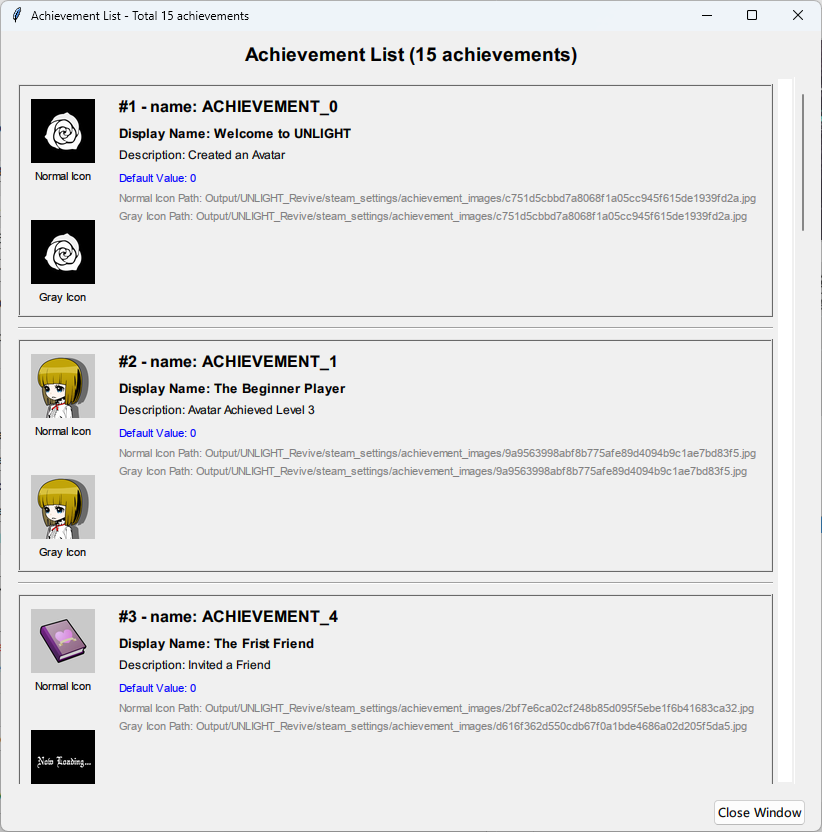 Achievement List - Total 15 achievements
Achievement List (15 achievements)
#1 - name: ACHIEVEMENT_0
Display Name: Welcome to UNLIGHT
Description: Created an Avatar
Normal Icon
Default Value: 0
Normal Icon Path: Output/UNLIGHT_Revive/steam_settings/achievement_images/c751d5cbbd7a8068f1a05cc945f615de1939fd2a.jpg
Gray Icon Path: Output/UNLIGHT_Revive/steam_settings/achievement_images/c751d5cbbd7a8068f1a05cc945f615de1939fd2a.jpg
Gray Icon
#2 - name: ACHIEVEMENT_1
Display Name: The Beginner Player
Description: Avatar Achieved Level 3
Normal Icon
Default Value: 0
Normal Icon Path: Output/UNLIGHT_Revive/steam_settings/achievement_images/9a9563998abf8b775afe89d4094b9c1ae7bd83f5.jpg
Gray Icon Path: Output/UNLIGHT_Revive/steam_settings/achievement_images/9a9563998abf8b775afe89d4094b9c1ae7bd83f5.jpg
Gray Icon
#3 - name: ACHIEVEMENT_4
Display Name: The Frist Friend
Description: Invited a Friend
Normal Icon
Default Value: 0
Normal Icon Path: Output/UNLIGHT_Revive/steam_settings/achievement_images/2bf7e6ca02cf248b85d095f5ebe1f6b41683ca32.jpg
Gray Icon Path: Output/UNLIGHT_Revive/steam_settings/achievement_images/d616f362d550cdb67f0a1bde4686a02d205f5da5.jpg
Now Loading...
Close Window